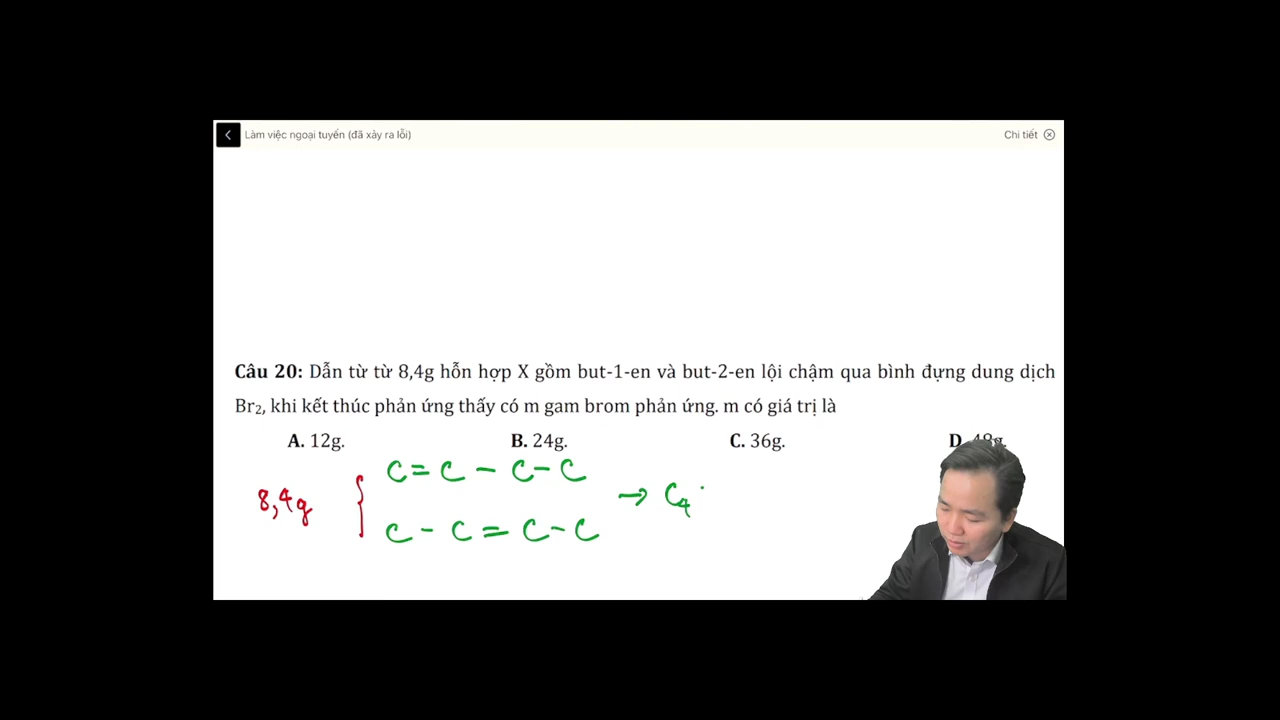 Làm việc ngoại tuyến (đã xảy ra lỗi) Chi tiết
Câu 20: Dẫn từ từ 8,4g hỗn hợp X gồm but-1-en và but-2-en lội chậm qua bình đựng dung dịch
Br₂, khi kết thúc phản ứng thấy có m gam brom phản ứng. m có giá trị là
A. 12g. B. 24g. C. 36g. D.
C = C - C - C
8,4g { → C₄
C - C = C - C